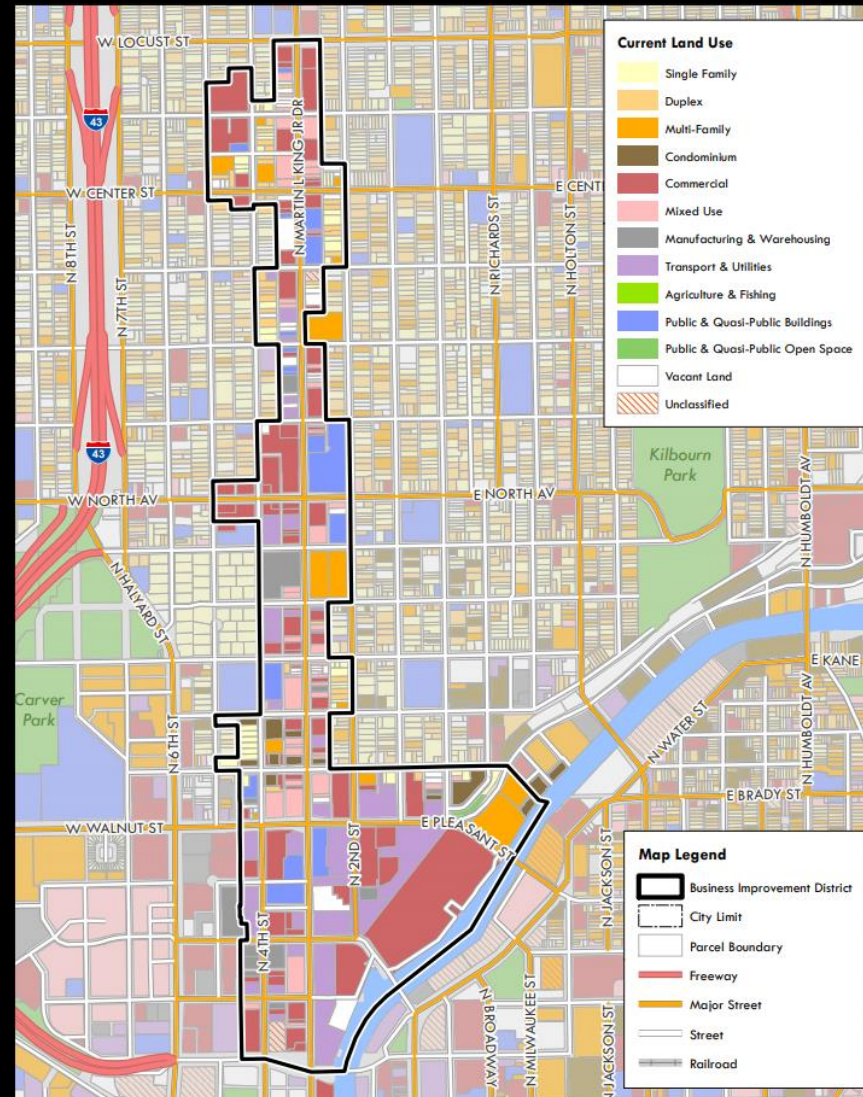 W LOCUST ST
43
N MARTIN L KING JR DR
W CENTER ST
E CENT
N 8TH ST
N 7TH ST
N RICHARDS ST
N HOLTON ST
43
Kilbourn
Park
W NORTH AV
E NORTH AV
N HUMBOLDT AV
N HALYARD ST
Carver
Park
N 6TH ST
E KANE
N WATER ST
N HUMBOLDT AV
E BRADY ST
W WALNUT ST
E PLEASANT ST
N 2ND ST
N 4TH ST
N JACKSON ST
N BROADWAY
N MILWAUKEE ST
N JACKSON ST
Current Land Use
Single Family
Duplex
Multi-Family
Condominium
Commercial
Mixed Use
Manufacturing & Warehousing
Transport & Utilities
Agriculture & Fishing
Public & Quasi-Public Buildings
Public & Quasi-Public Open Space
Vacant Land
Unclassified
Map Legend
Business Improvement District
City Limit
Parcel Boundary
Freeway
Major Street
Street
Railroad